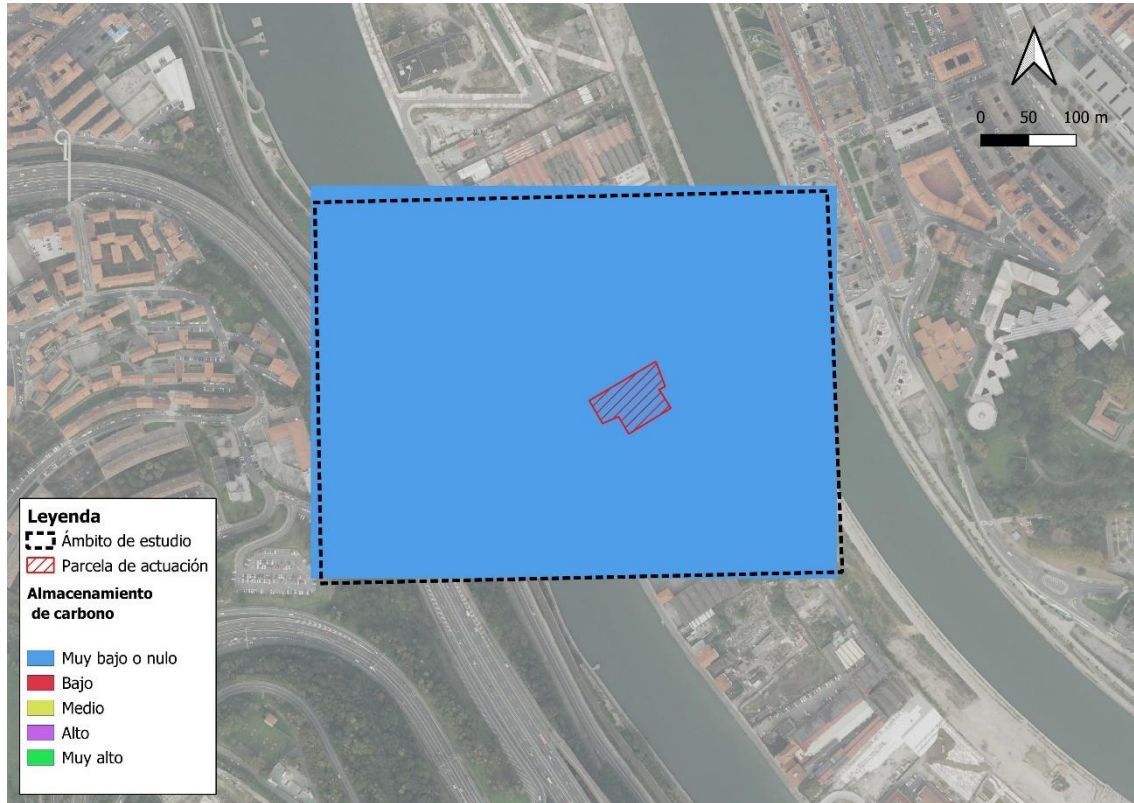 0 50 100 m
Leyenda
Ámbito de estudio
Parcela de actuación
Almacenamiento
de carbono
Muy bajo o nulo
Bajo
Medio
Alto
Muy alto